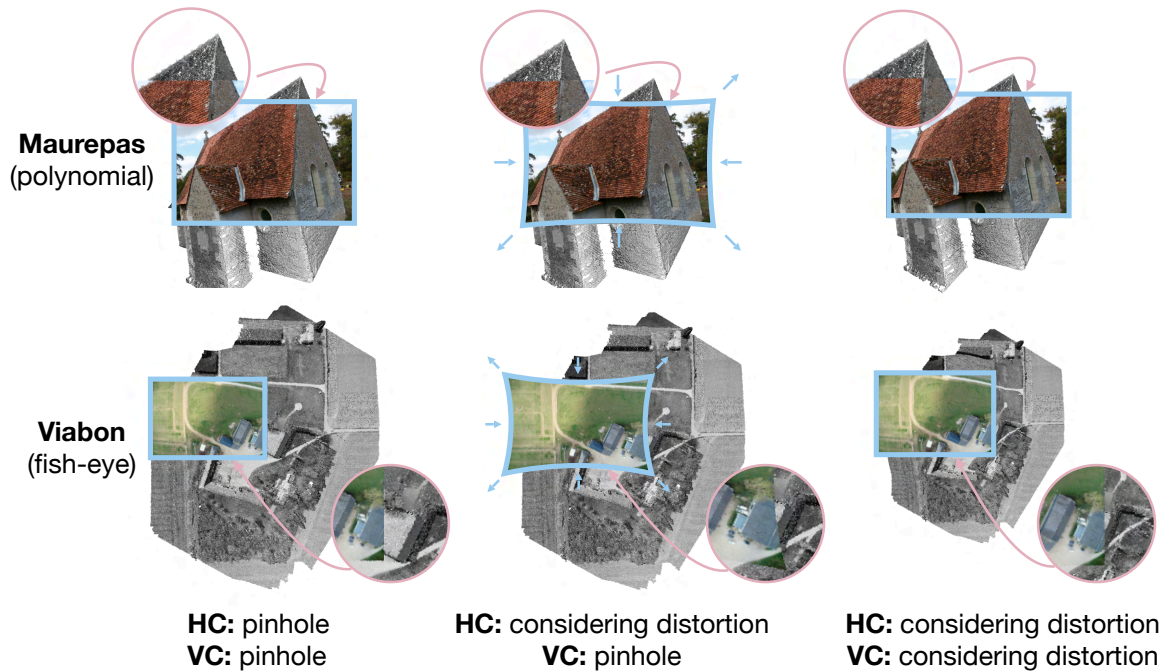 Maurepas
(polynomial)
Viabon
(fish-eye)
HC: pinhole
VC: pinhole
HC: considering distortion
VC: pinhole
HC: considering distortion
VC: considering distortion